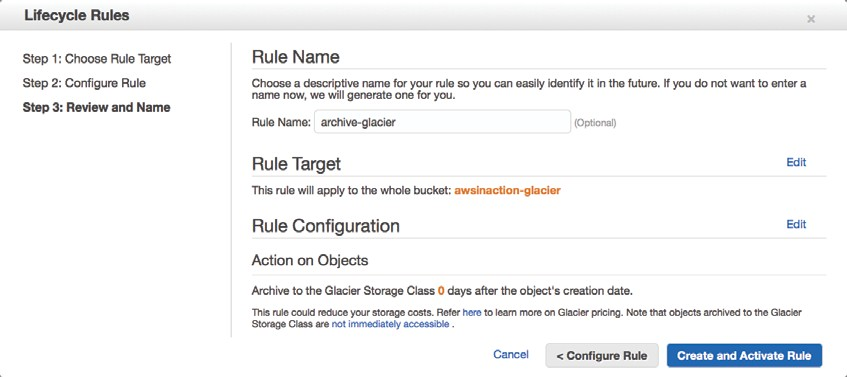 Lifecycle Rules
×
Step 1: Choose Rule Target
Step 2: Configure Rule
Step 3: Review and Name
Rule Name
Choose a descriptive name for your rule so you can easily identify it in the future. If you do not want to enter a
name now, we will generate one for you.
Rule Name: archive-glacier (Optional)
Rule Target Edit
This rule will apply to the whole bucket: awsinaction-glacier
Rule Configuration Edit
Action on Objects
Archive to the Glacier Storage Class 0 days after the object's creation date.
This rule could reduce your storage costs. Refer here to learn more on Glacier pricing. Note that objects archived to the Glacier
Storage Class are not immediately accessible .
Cancel < Configure Rule Create and Activate Rule